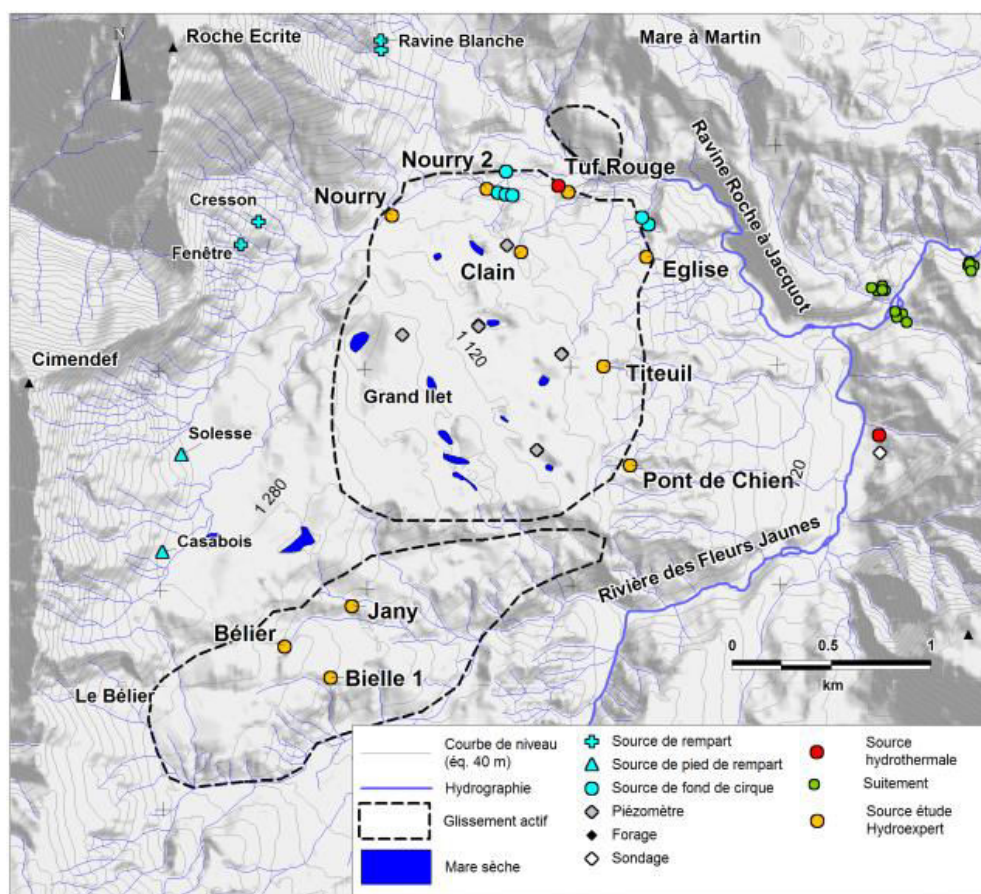 N
Roche Ecrite
Ravine Blanche
Mare à Martin
Nourry 2
Tuf Rouge
Nourry
Cresson
Fenêtre
Clain
Eglise
Ravine Roche à Jacquot
Cimendef
1 120
Titeuil
Grand Ilet
Solesse
Pont de Chien
720
1 280
Casabois
Rivière des Fleurs Jaunes
Jany
Bélier
Bielle 1
Le Bélier
0 0.5 1
km
Courbe de niveau
(éq. 40 m)
Hydrographie
Glissement actif
Mare sèche
Source de rempart
Source de pied de rempart
Source de fond de cirque
Piézomètre
Forage
Sondage
Source
hydrothermale
Suitement
Source étude
Hydroexpert